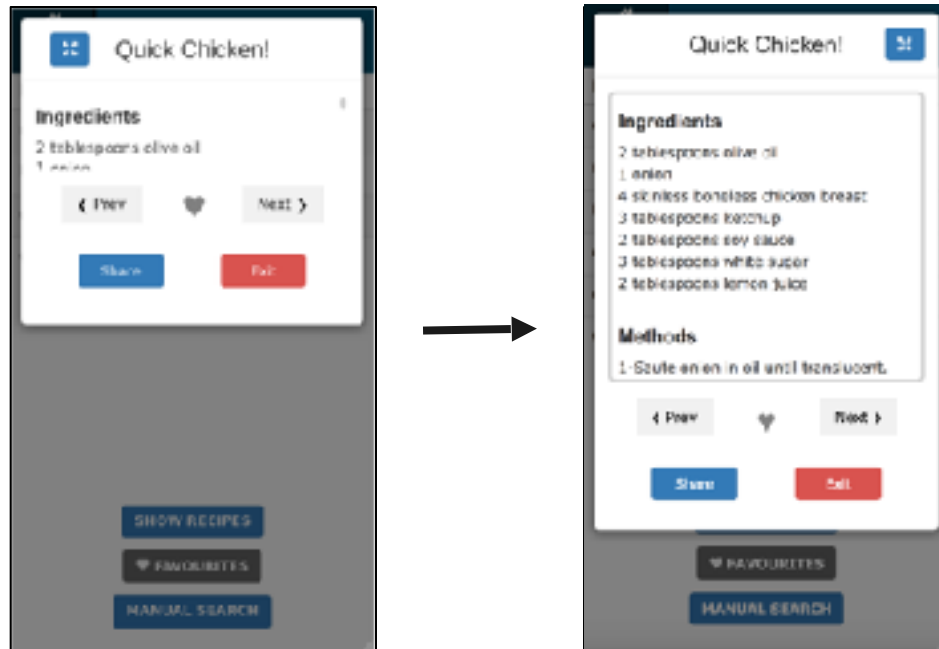 Quick Chicken!
Ingredients
2 tablespoons olive oil
1 onion
❮ Prev
Next ❯
Share
Exit
SHOW RECIPES
♥ FAVOURITES
MANUAL SEARCH
Quick Chicken!
Ingredients
2 tablespoons olive oil
1 onion
4 skinless boneless chicken breast
3 tablespoons ketchup
2 tablespoons soy sauce
3 tablespoons white sugar
2 tablespoons lemon juice
Methods
1-Saute onion in oil until translucent.
❮ Prev
Next ❯
Share
Exit
♥ FAVOURITES
MANUAL SEARCH